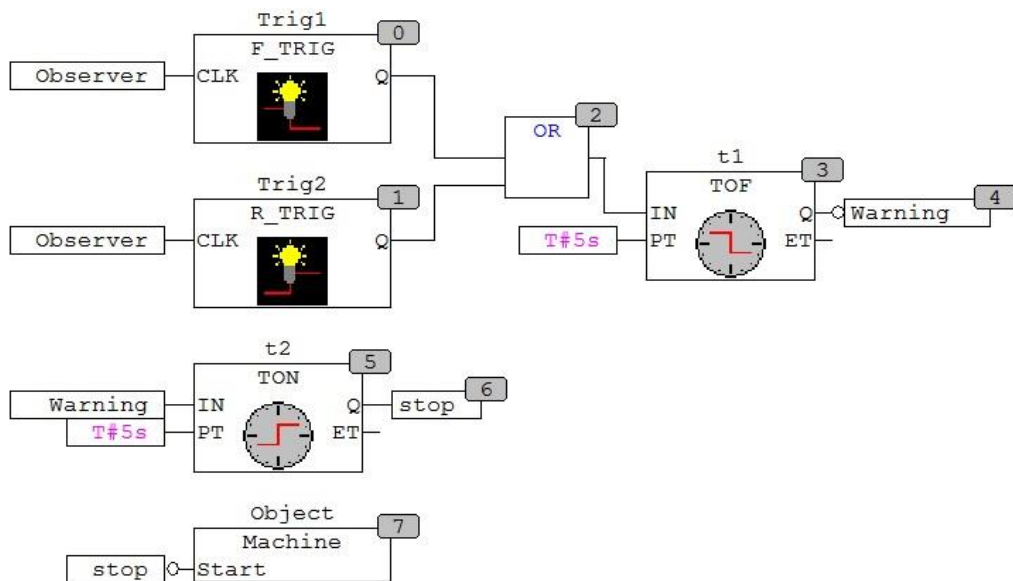 Trig1
0
F_TRIG
Observer CLK Q
2
OR
Trig2
1
R_TRIG
Observer CLK Q
t1
3
TOF
4
IN Q Warning
T#5s PT ET
t2
5
TON
6
Warning IN Q stop
T#5s PT ET
Object
7
Machine
stop Start